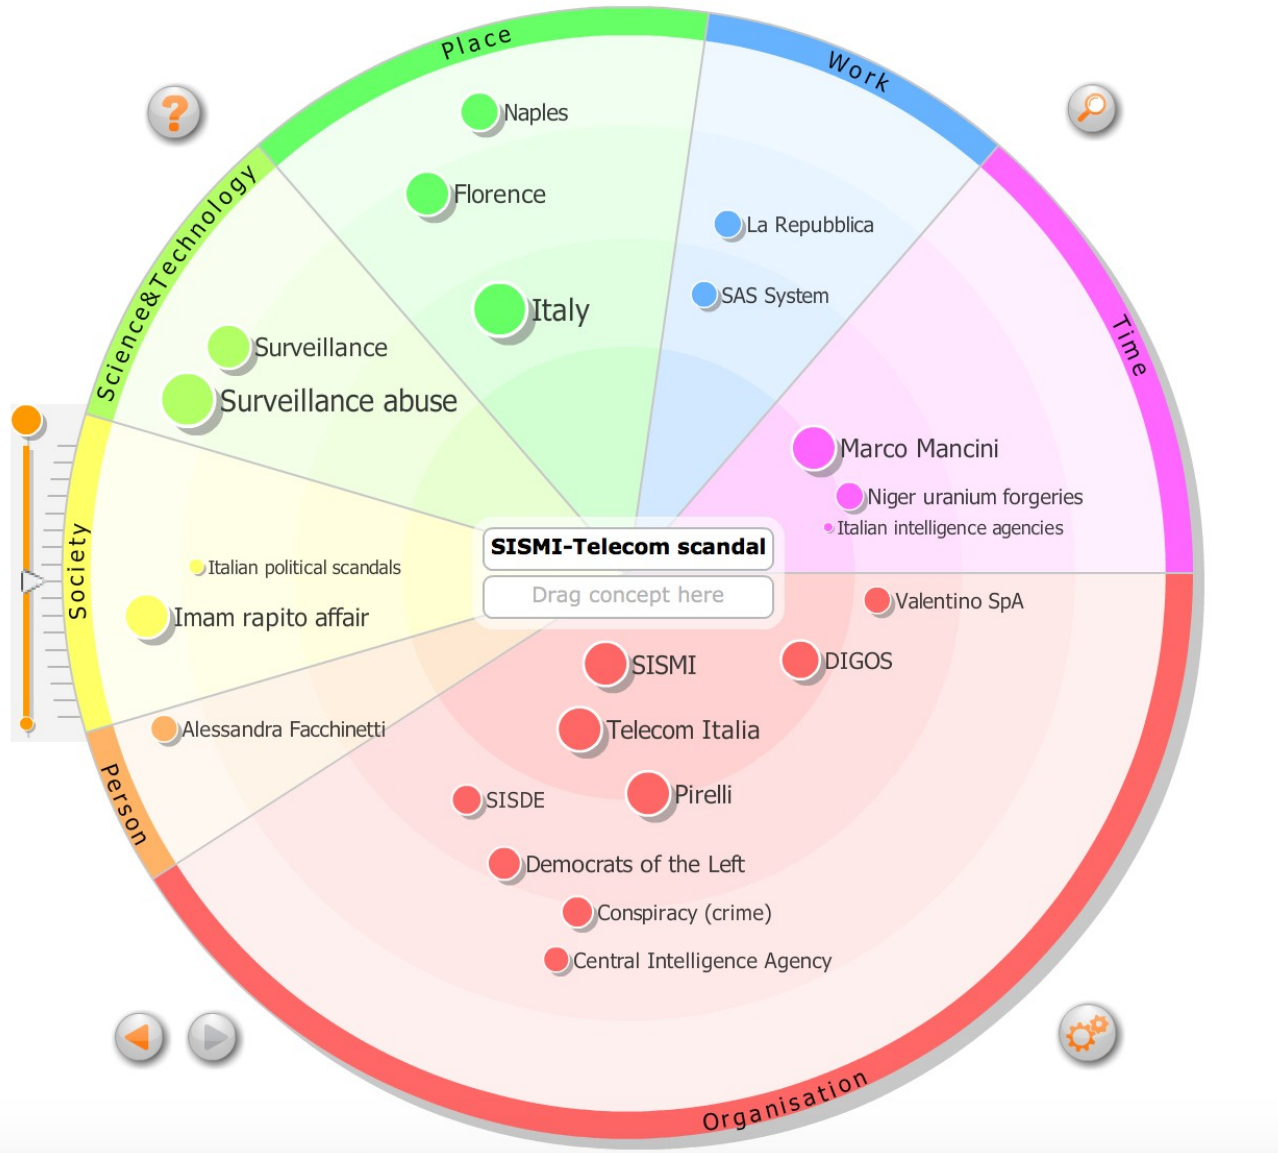 Place
Work
?
Naples
Science&Technology
Florence
La Repubblica
SAS System
Italy
Time
Surveillance
Surveillance abuse
Marco Mancini
Niger uranium forgeries
Italian intelligence agencies
SISMI-Telecom scandal
Drag concept here
Society
Italian political scandals
Imam rapito affair
Valentino SpA
SISMI
DIGOS
Alessandra Facchinetti
Telecom Italia
Person
SISDE
Pirelli
Democrats of the Left
Conspiracy (crime)
Central Intelligence Agency
Organisation